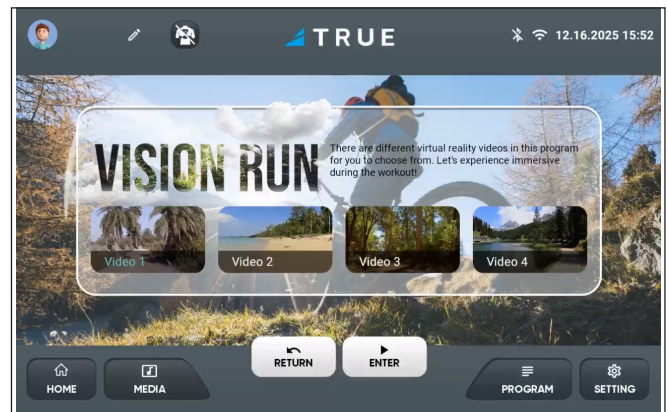 TRUE
12.16.2025 15:52
VISION RUN
There are different virtual reality videos in this program
for you to choose from. Let's experience immersive
during the workout!
Video 1
Video 2
Video 3
Video 4
RETURN
ENTER
HOME
MEDIA
PROGRAM
SETTING